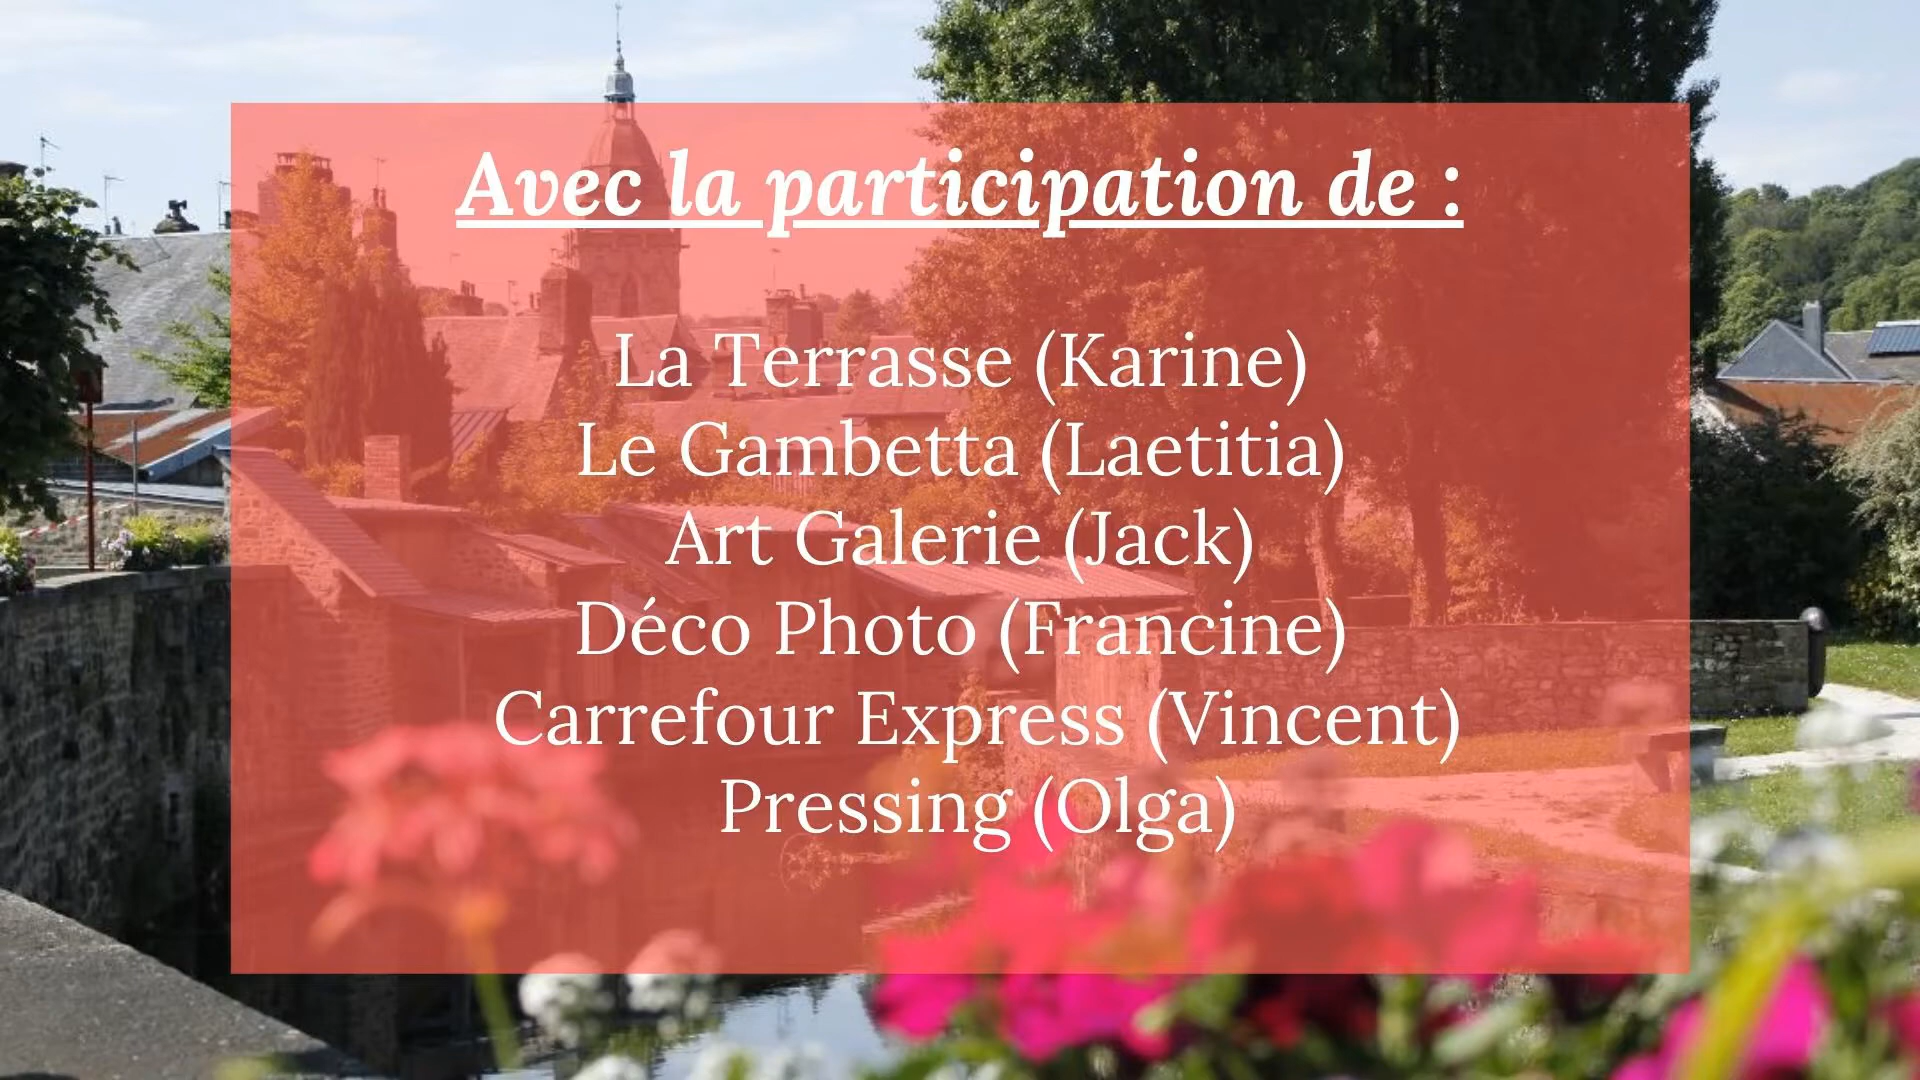 Avec la participation de :
La Terrasse (Karine)
Le Gambetta (Laetitia)
Art Galerie (Jack)
Déco Photo (Francine)
Carrefour Express (Vincent)
Pressing (Olga)